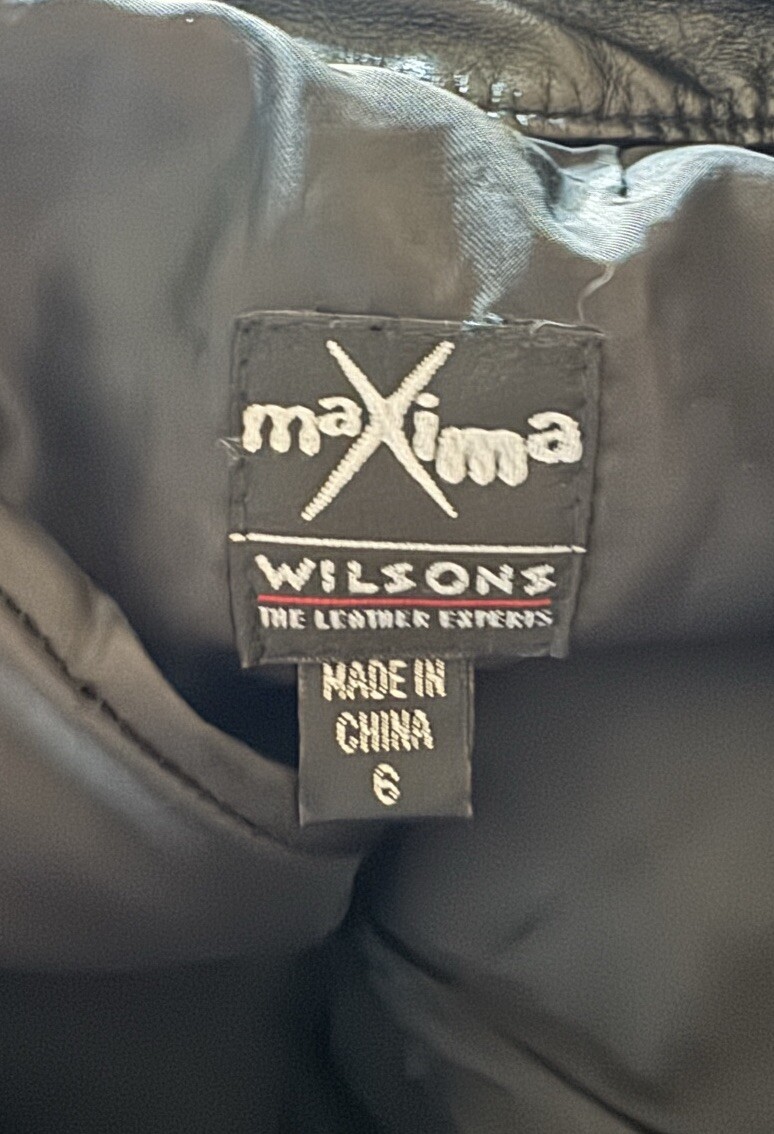 maXima
WILSONS
THE LEATHER EXPERTS
MADE IN
CHINA
6